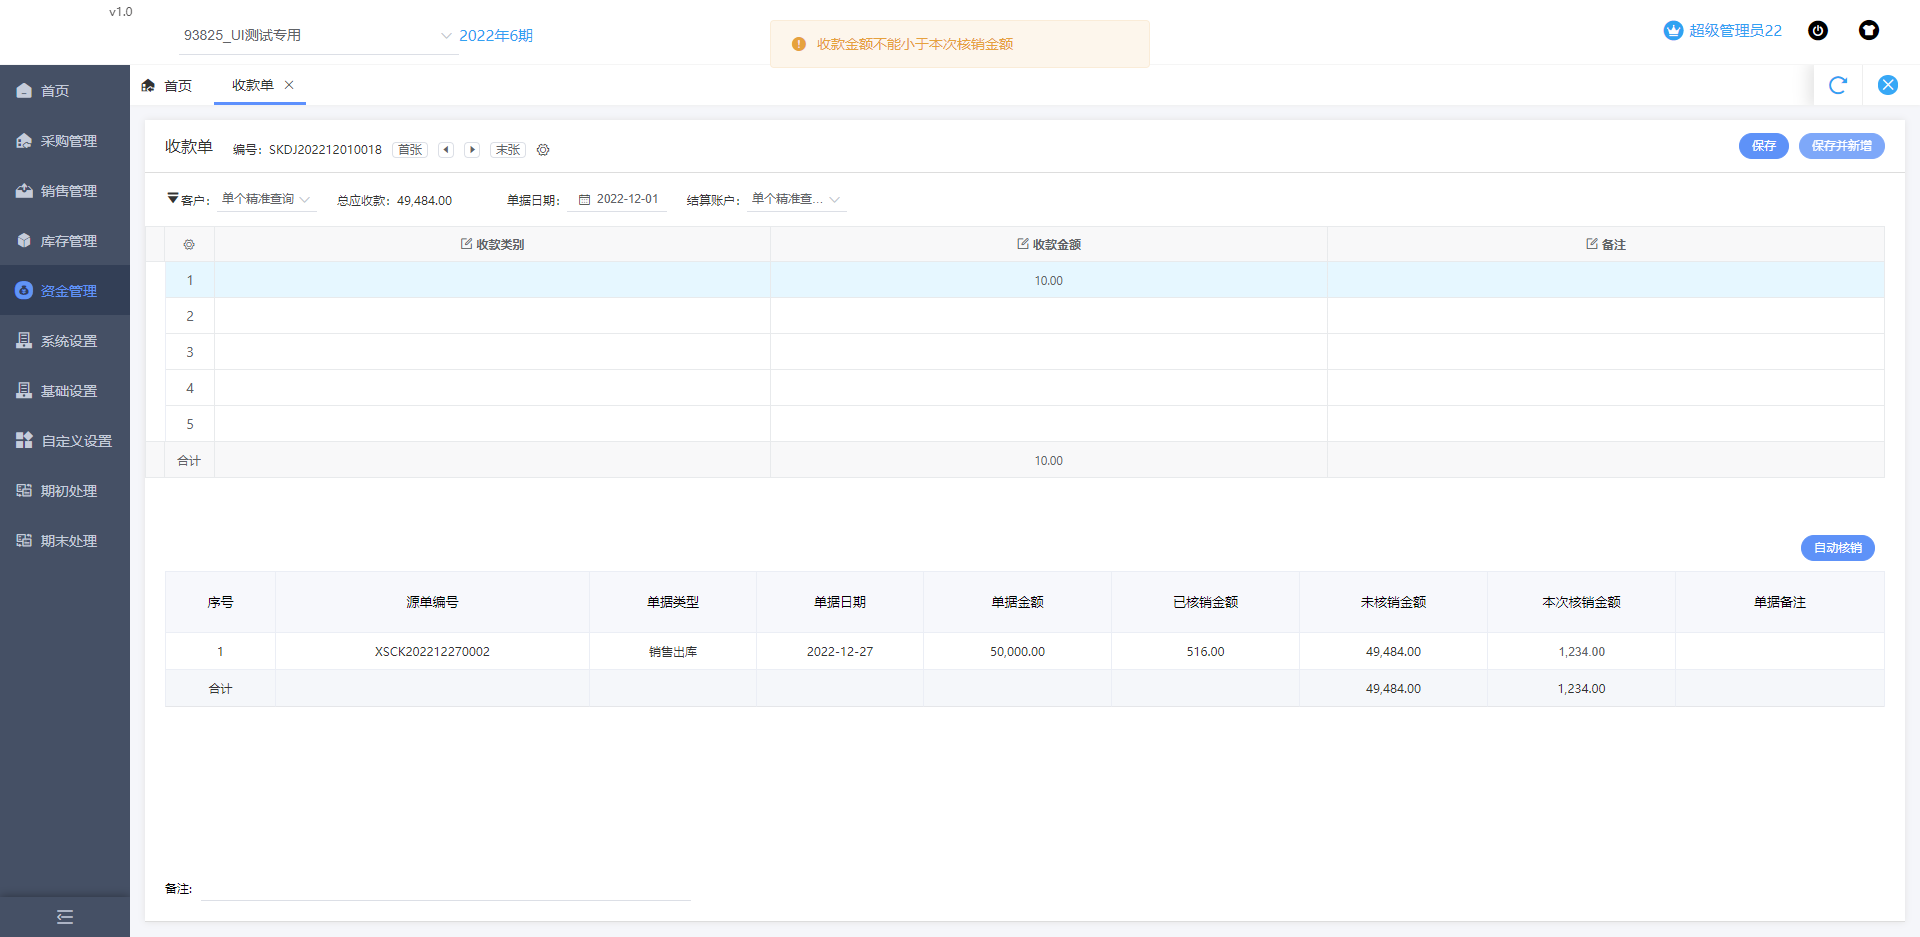 v1.0
93825_UI测试专用
2022年6期
收款金额不能小于本次核销金额
超级管理员22
首页
采购管理
销售管理
库存管理
资金管理
系统设置
基础设置
自定义设置
期初处理
期末处理
首页 收款单
收款单 编号: SKDJ202212010018 首张 末张
保存 保存并新增
客户: 单个精准查询 总应收款: 49,484.00 单据日期: 2022-12-01 结算账户: 单个精准查...
收款类别 收款金额 备注
1 10.00
2
3
4
5
合计 10.00
自动核销
序号 源单编号 单据类型 单据日期 单据金额 已核销金额 未核销金额 本次核销金额 单据备注
1 XSCK202212270002 销售出库 2022-12-27 50,000.00 516.00 49,484.00 1,234.00
合计 49,484.00 1,234.00
备注: